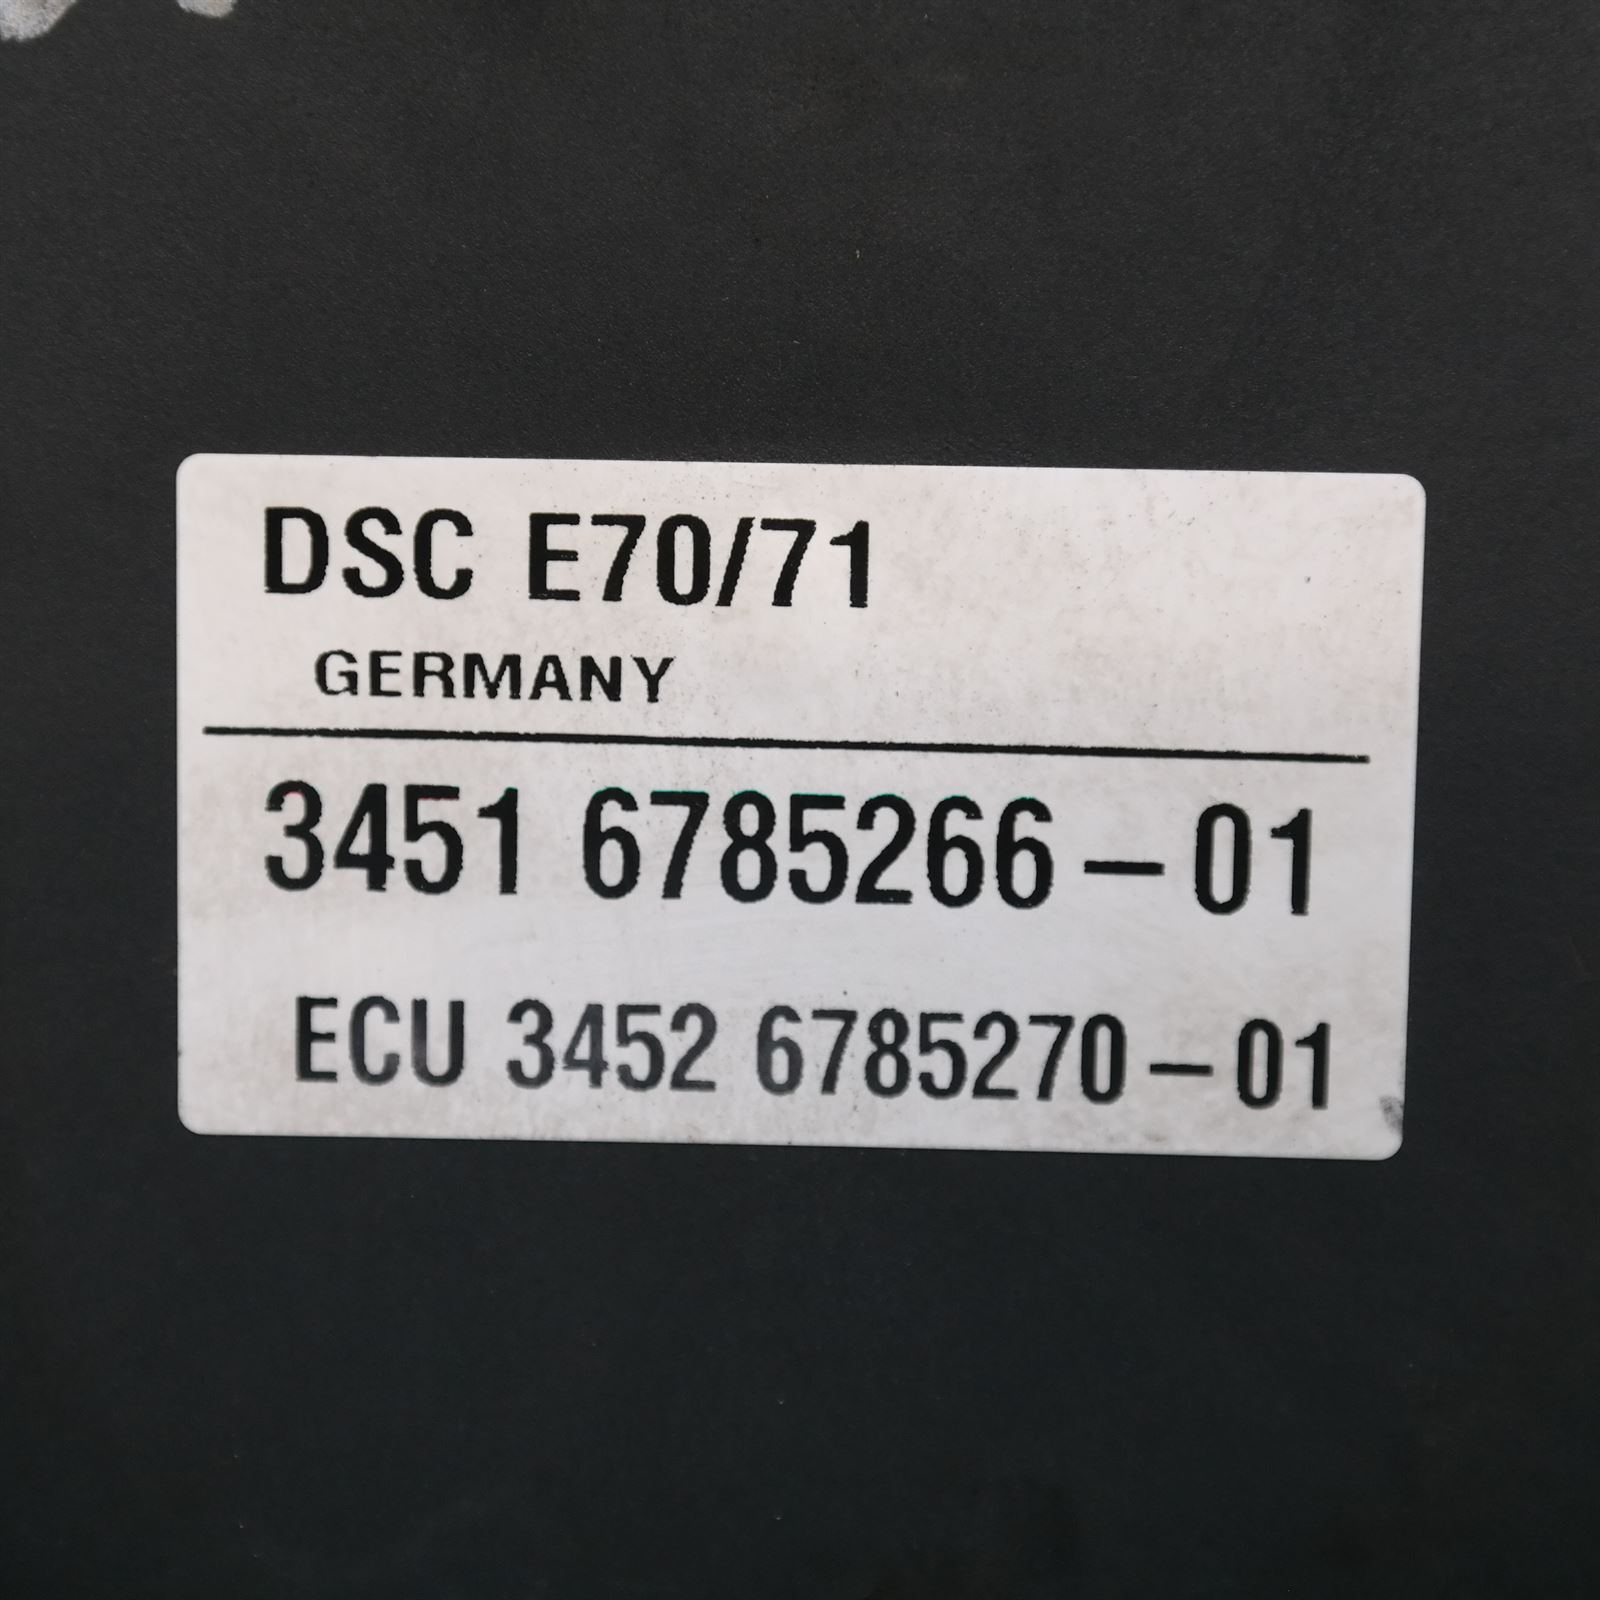 DSC E70/71
GERMANY
3451 6785266-01
ECU 3452 6785270-01